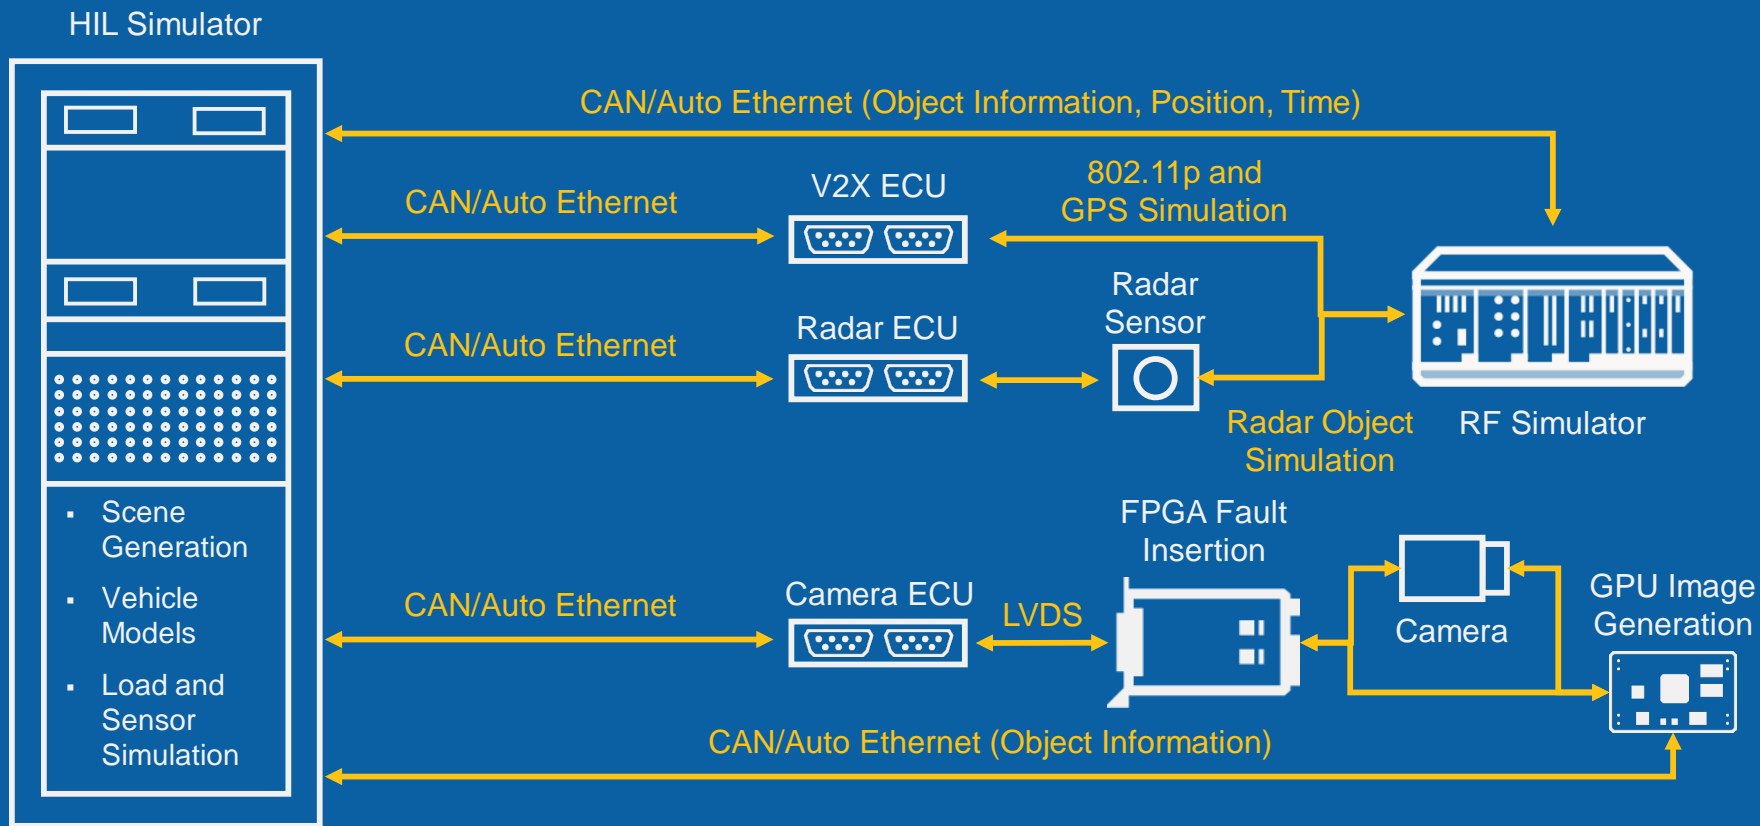 HIL Simulator
CAN/Auto Ethernet (Object Information, Position, Time)
V2X ECU
802.11p and
GPS Simulation
CAN/Auto Ethernet
Radar
Sensor
Radar ECU
CAN/Auto Ethernet
Radar Object
Simulation
RF Simulator
▪ Scene
Generation
▪ Vehicle
Models
▪ Load and
Sensor
Simulation
FPGA Fault
Insertion
GPU Image
Generation
Camera ECU
CAN/Auto Ethernet
LVDS
Camera
CAN/Auto Ethernet (Object Information)